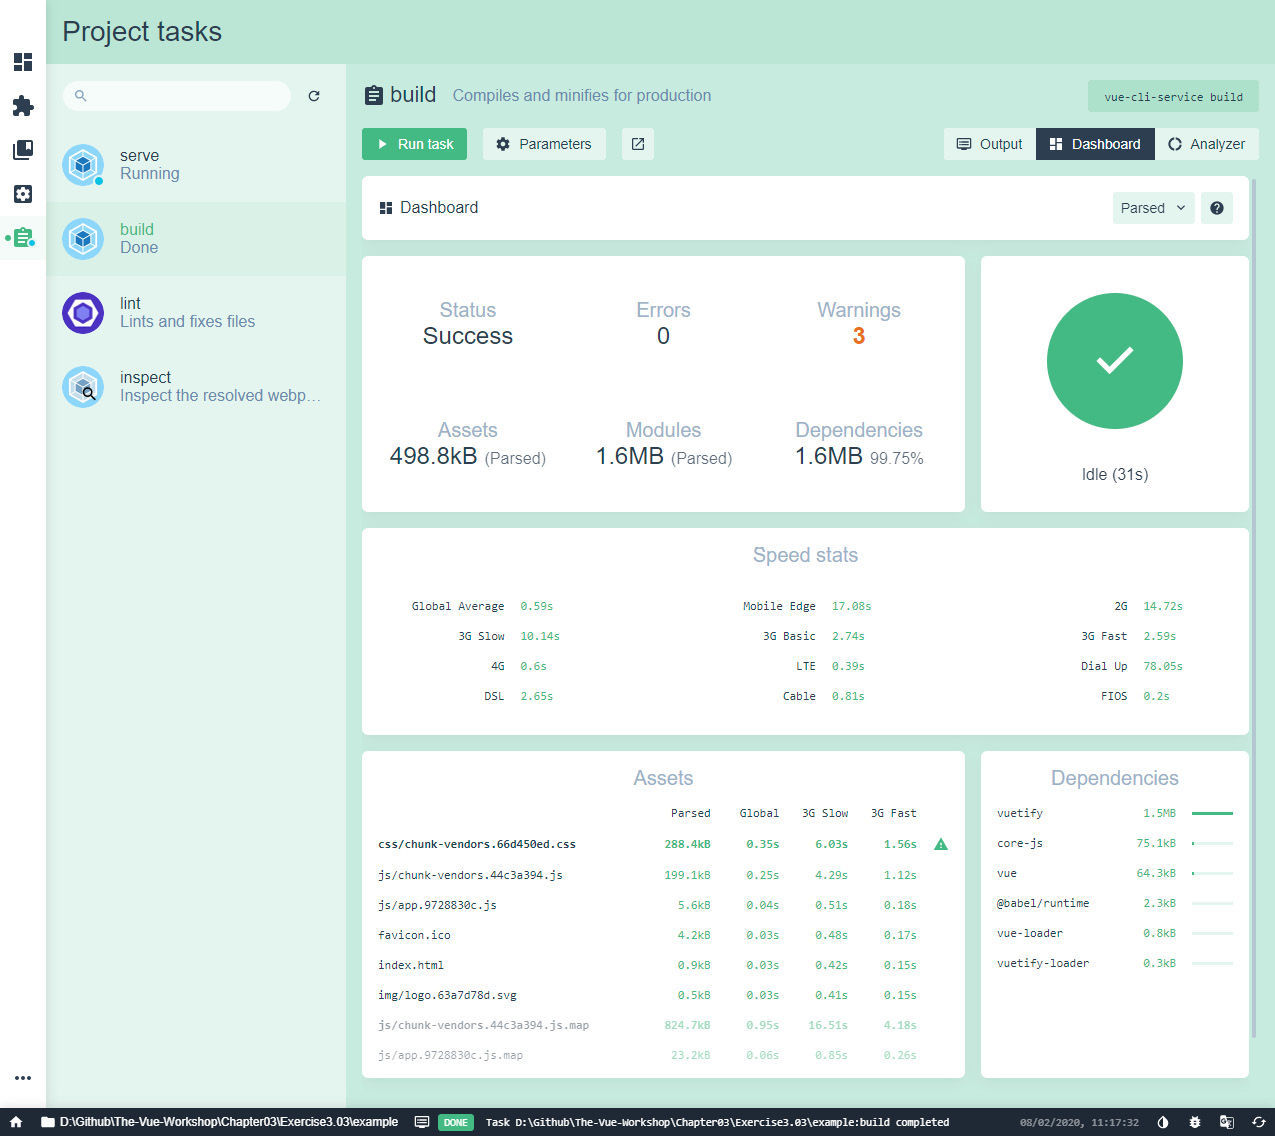 Project tasks
serve
Running
build
Done
lint
Lints and fixes files
inspect
Inspect the resolved webp…
build Compiles and minifies for production
vue-cli-service build
Run task Parameters Output Dashboard Analyzer
Dashboard Parsed
Status Errors Warnings
Success 0 3
Assets Modules Dependencies
498.8kB (Parsed) 1.6MB (Parsed) 1.6MB 99.75%
Idle (31s)
Speed stats
Global Average 0.59s Mobile Edge 17.08s 2G 14.72s
3G Slow 10.14s 3G Basic 2.74s 3G Fast 2.59s
4G 0.6s LTE 0.39s Dial Up 78.05s
DSL 2.65s Cable 0.81s FIOS 0.2s
Assets
Parsed Global 3G Slow 3G Fast
css/chunk-vendors.66d450ed.css 288.4kB 0.35s 6.03s 1.56s
js/chunk-vendors.44c3a394.js 199.1kB 0.25s 4.29s 1.12s
js/app.9728830c.js 5.6kB 0.04s 0.51s 0.18s
favicon.ico 4.2kB 0.03s 0.48s 0.17s
index.html 0.9kB 0.03s 0.42s 0.15s
img/logo.63a7d78d.svg 0.5kB 0.03s 0.41s 0.15s
js/chunk-vendors.44c3a394.js.map 824.7kB 0.95s 16.51s 4.18s
js/app.9728830c.js.map 23.2kB 0.06s 0.85s 0.26s
Dependencies
vuetify 1.5MB
core-js 75.1kB
vue 64.3kB
@babel/runtime 2.3kB
vue-loader 0.8kB
vuetify-loader 0.3kB
D:\Github\The-Vue-Workshop\Chapter03\Exercise3.03\example DONE Task D:\Github\The-Vue-Workshop\Chapter03\Exercise3.03\example:build completed 08/02/2020, 11:17:32